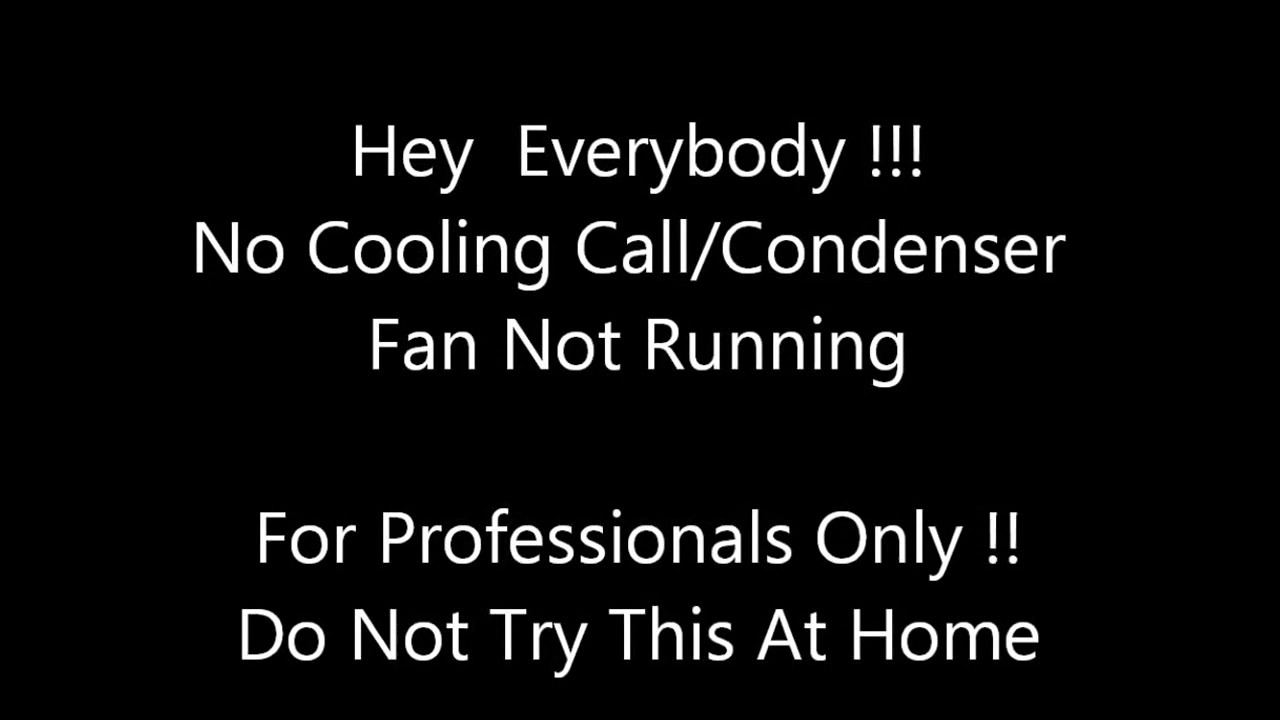 Hey  Everybody !!!
No Cooling Call/Condenser
Fan Not Running
For Professionals Only !!
Do Not Try This At Home